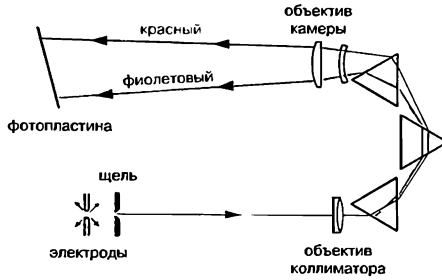 объектив
камеры
красный
фиолетовый
фотопластина
щель
электроды
объектив
коллиматора